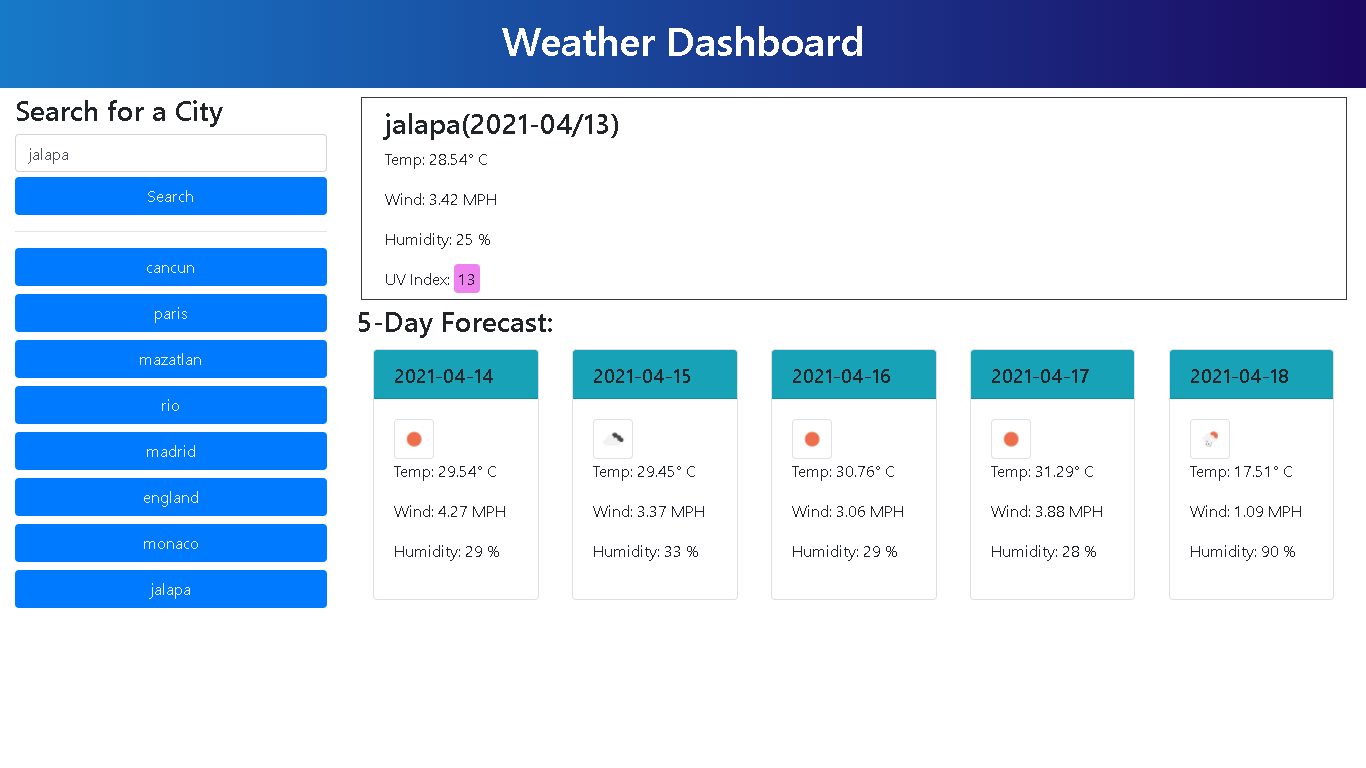 Weather Dashboard
Search for a City
jalapa
Search
cancun
paris
mazatlan
rio
madrid
england
monaco
jalapa
jalapa(2021-04/13)
Temp: 28.54° C
Wind: 3.42 MPH
Humidity: 25 %
UV Index: 13
5-Day Forecast:
2021-04-14
Temp: 29.54° C
Wind: 4.27 MPH
Humidity: 29 %
2021-04-15
Temp: 29.45° C
Wind: 3.37 MPH
Humidity: 33 %
2021-04-16
Temp: 30.76° C
Wind: 3.06 MPH
Humidity: 29 %
2021-04-17
Temp: 31.29° C
Wind: 3.88 MPH
Humidity: 28 %
2021-04-18
Temp: 17.51° C
Wind: 1.09 MPH
Humidity: 90 %